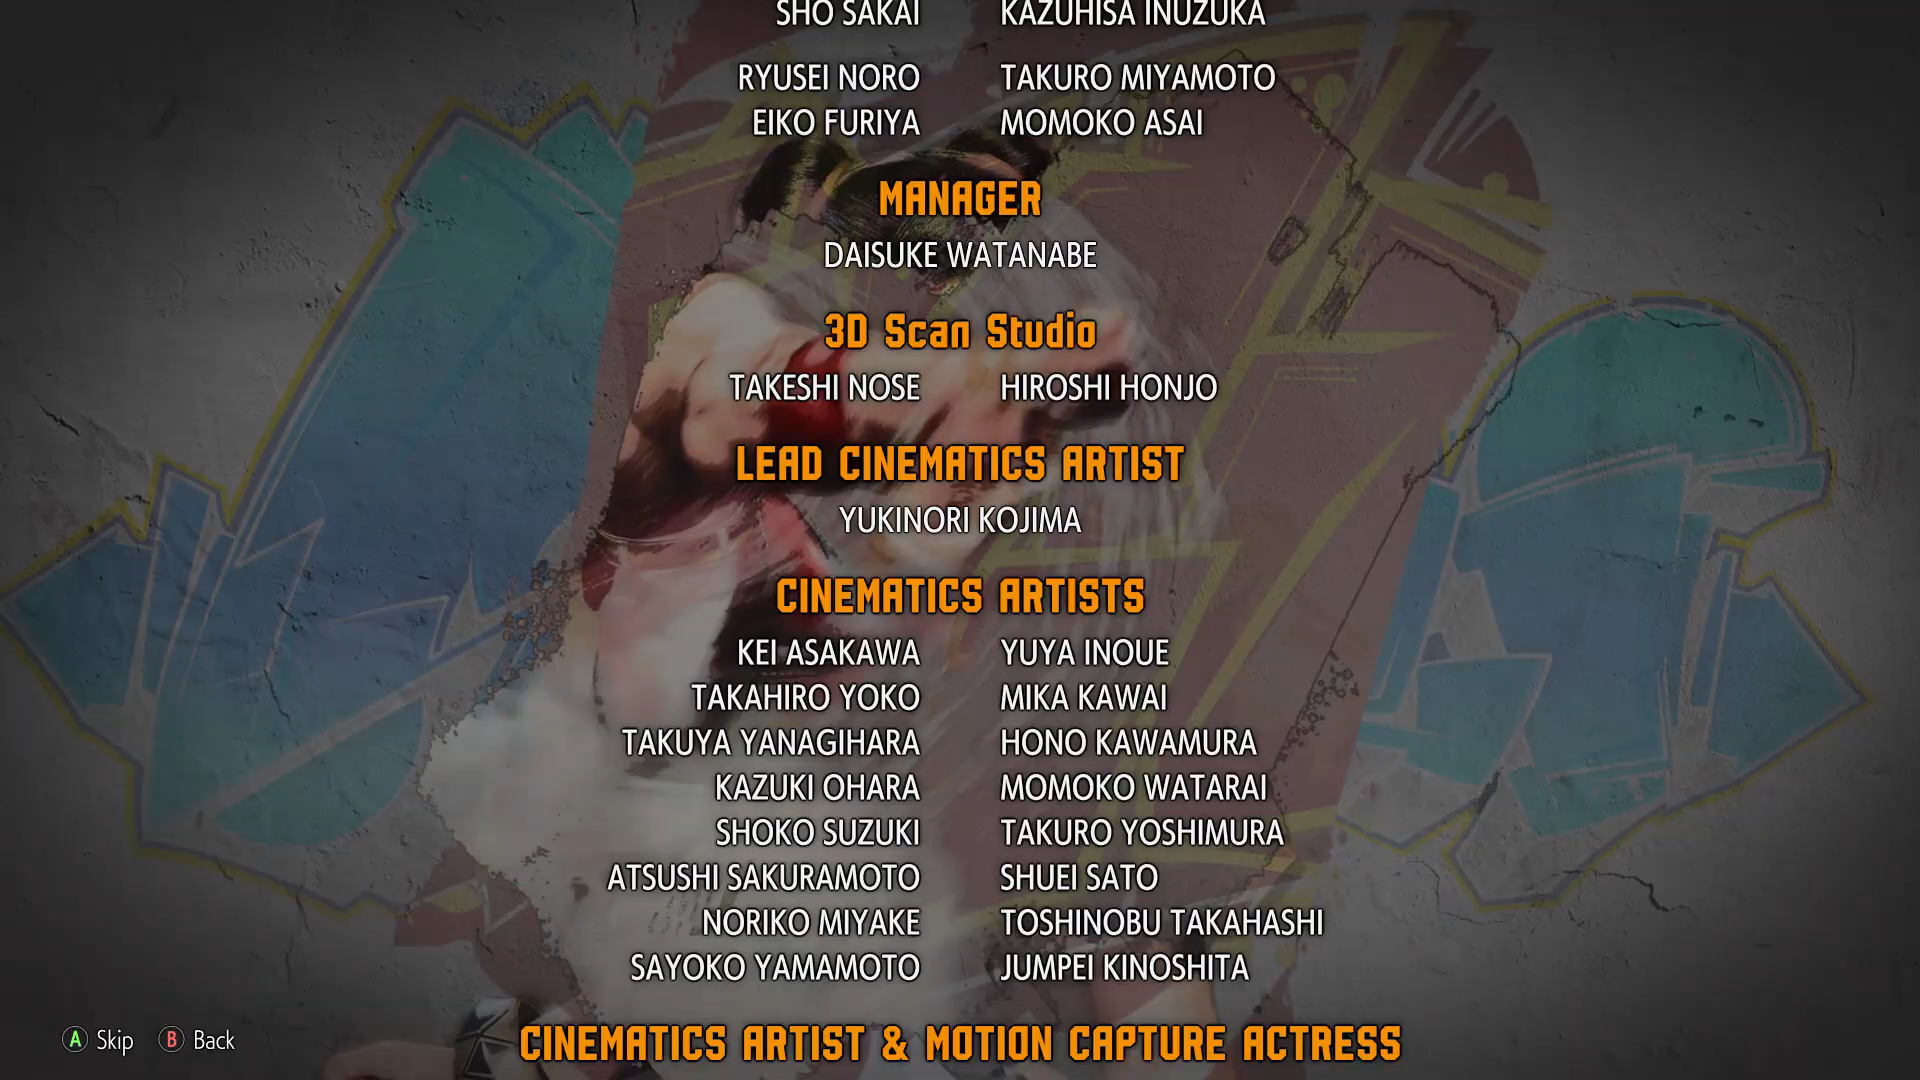 SHO SAKAI KAZUHISA INUZUKA
RYUSEI NORO TAKURO MIYAMOTO
EIKO FURIYA MOMOKO ASAI
MANAGER
DAISUKE WATANABE
3D Scan Studio
TAKESHI NOSE HIROSHI HONJO
LEAD CINEMATICS ARTIST
YUKINORI KOJIMA
CINEMATICS ARTISTS
KEI ASAKAWA YUYA INOUE
TAKAHIRO YOKO MIKA KAWAI
TAKUYA YANAGIHARA HONO KAWAMURA
KAZUKI OHARA MOMOKO WATARAI
SHOKO SUZUKI TAKURO YOSHIMURA
ATSUSHI SAKURAMOTO SHUEI SATO
NORIKO MIYAKE TOSHINOBU TAKAHASHI
SAYOKO YAMAMOTO JUMPEI KINOSHITA
CINEMATICS ARTIST & MOTION CAPTURE ACTRESS
A Skip B Back